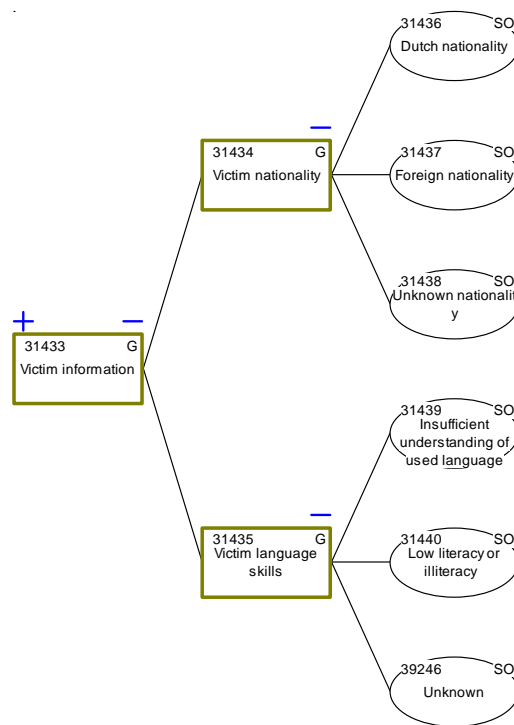 31436 SO
Dutch nationality
31434 G
Victim nationality
31437 SO
Foreign nationality
31438 SO
Unknown nationalit
y
31433 G
Victim information
31439 SO
Insufficient
understanding of
used language
31435 G
Victim language
skills
31440 SO
Low literacy or
illiteracy
39246 SO
Unknown